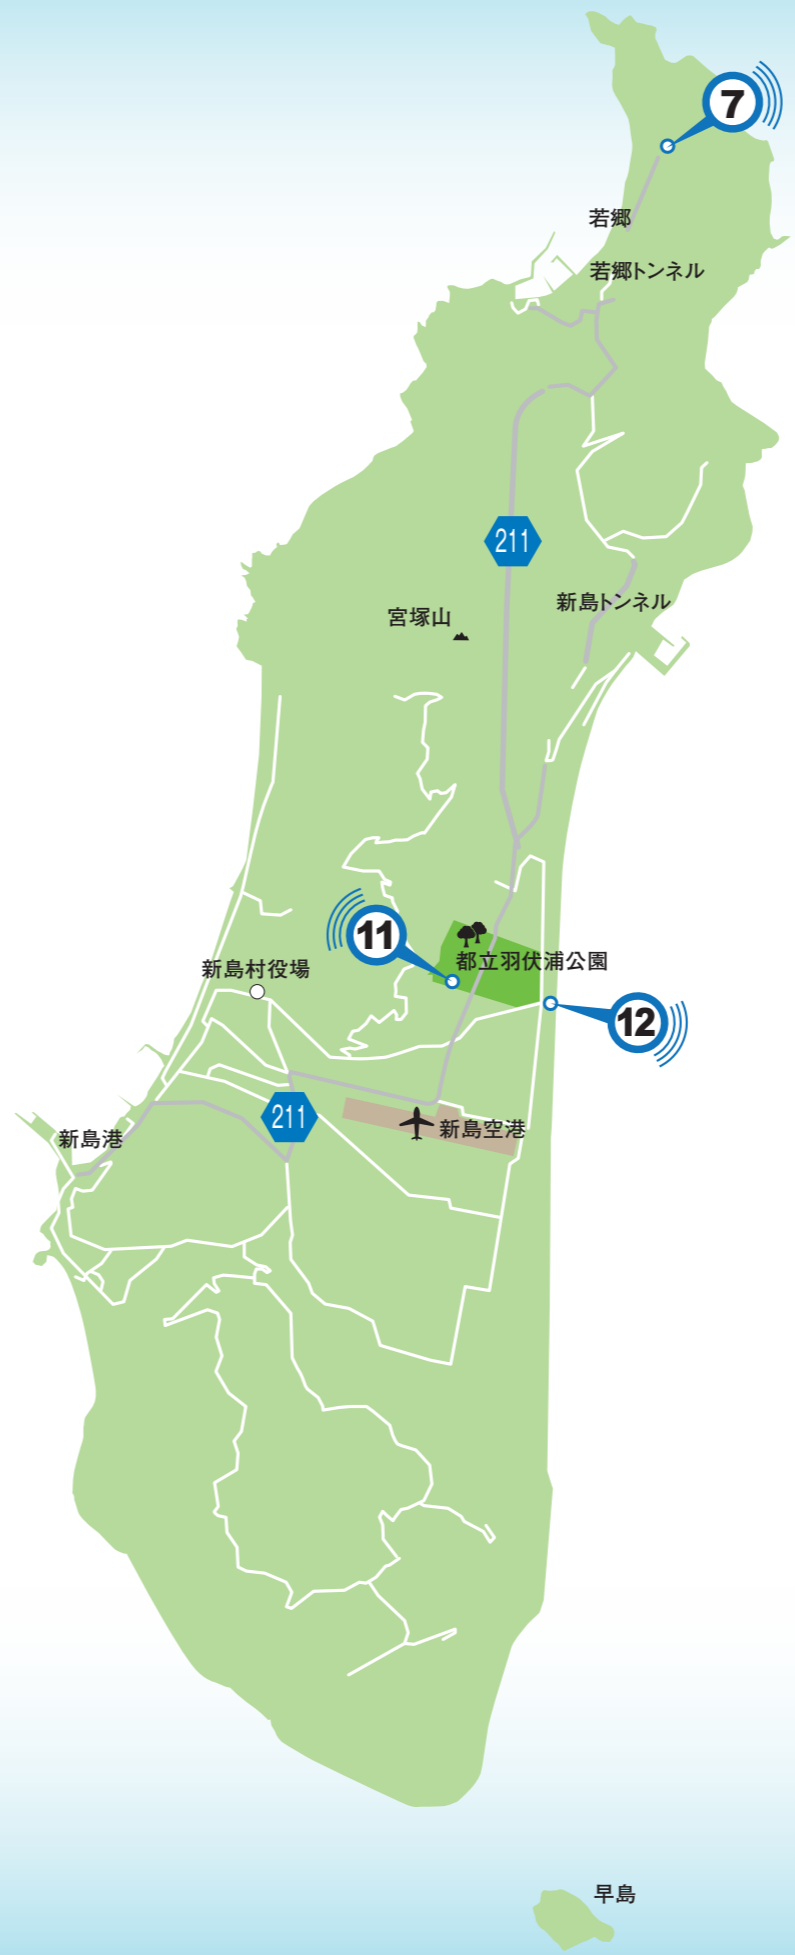 7
若郷
若郷トンネル
211
新島トンネル
宮塚山
11
都立羽伏浦公園
新島村役場
12
211
新島空港
新島港
早島